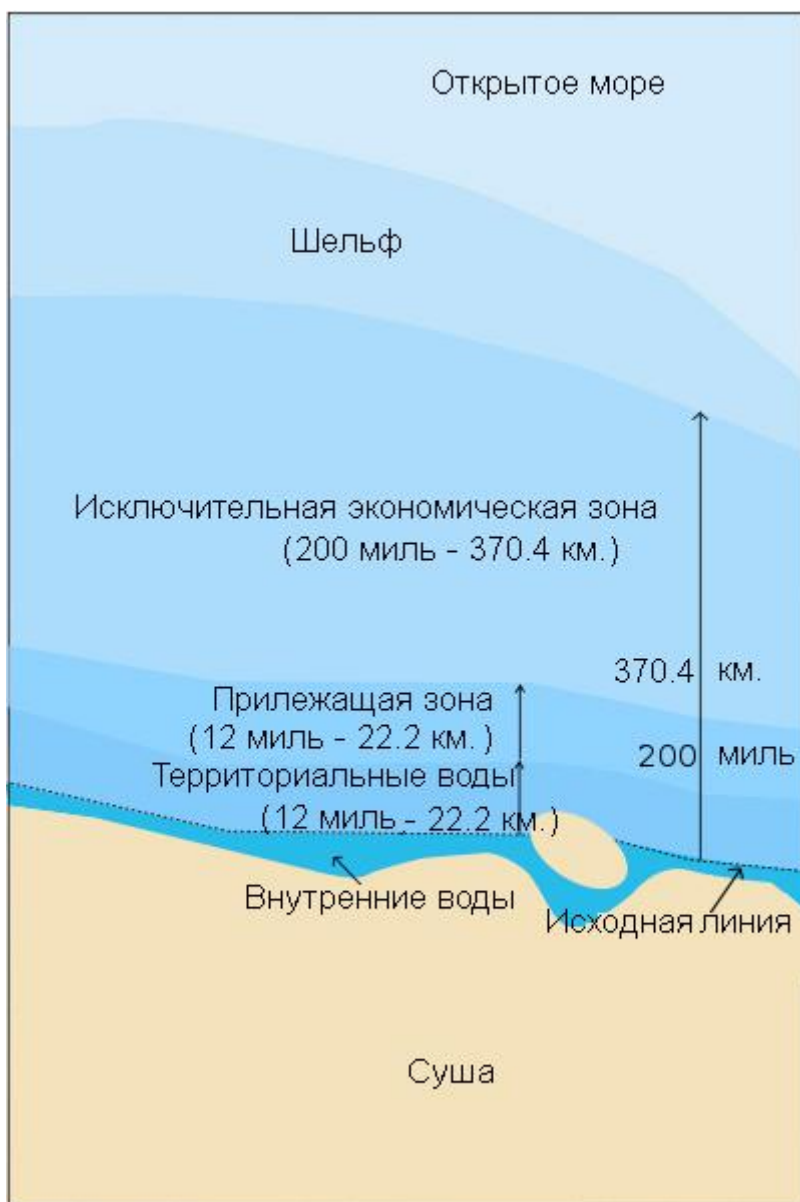 Открытое море
Шельф
Исключительная экономическая зона
(200 миль - 370.4 км.)
370.4 км.
Прилежащая зона
(12 миль - 22.2 км.)
200 миль
Территориальные воды
(12 миль - 22.2 км.)
Внутренние воды
Исходная линия
Суша